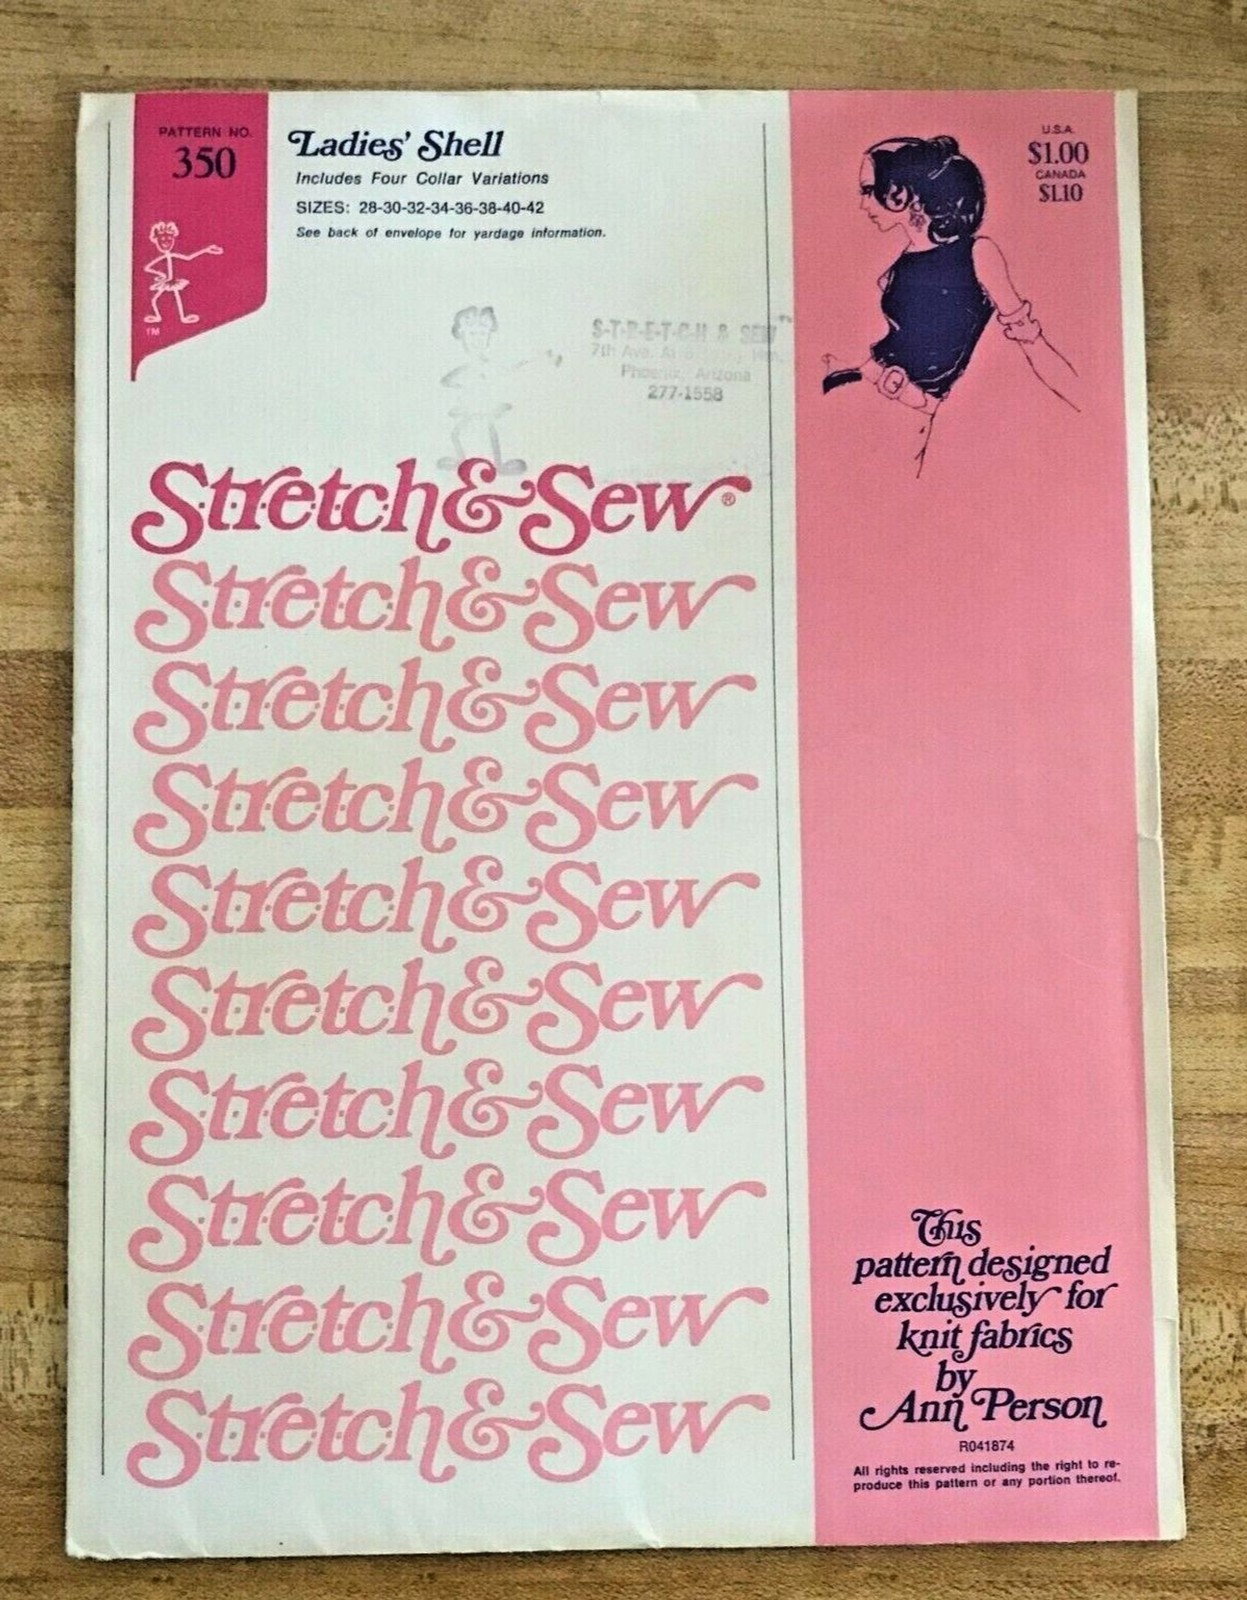 PATTERN NO.
350
TM
Ladies' Shell
Includes Four Collar Variations
SIZES: 28-30-32-34-36-38-40-42
See back of envelope for yardage information.
S-T-R-E-T-C-H & SEW
7th Ave.
Phoenix, Arizona
277-1558
U.S.A.
$1.00
CANADA
$1.10
Stretch & Sew®
Stretch & Sew
Stretch & Sew
Stretch & Sew
Stretch & Sew
Stretch & Sew
Stretch & Sew
Stretch & Sew
Stretch & Sew
Stretch & Sew
This
pattern designed
exclusively for
knit fabrics
by
Ann Person
R041874
All rights reserved including the right to re-
produce this pattern or any portion thereof.